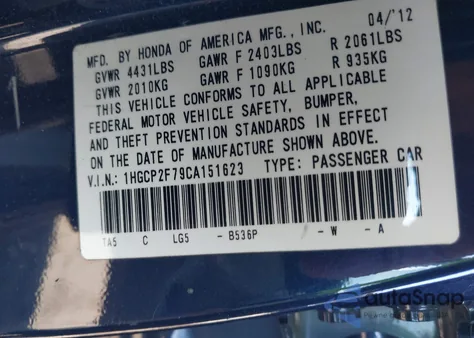 MFD. BY HONDA OF AMERICA MFG., INC. 04/'12
GVWR 4431LBS GAWR F 2403LBS R 2061LBS
GVWR 2010KG GAWR F 1090KG R 935KG
THIS VEHICLE CONFORMS TO ALL APPLICABLE
FEDERAL MOTOR VEHICLE SAFETY, BUMPER,
AND THEFT PREVENTION STANDARDS IN EFFECT
ON THE DATE OF MANUFACTURE SHOWN ABOVE.
V.I.N.: 1HGCP2F79CA151623 TYPE: PASSENGER CAR
TA5 C LG5 - B536P - W - A
autoSnap